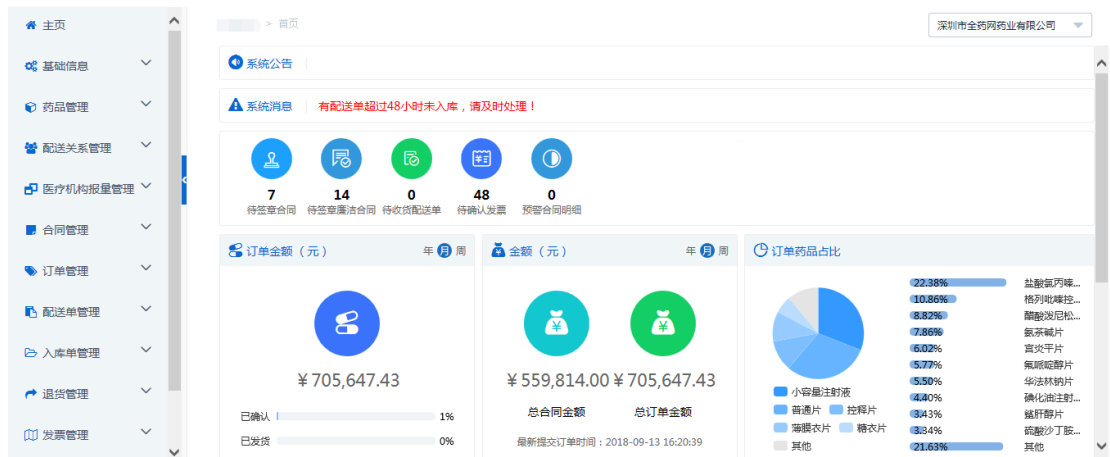 主页
基础信息
药品管理
配送关系管理
医疗机构报量管理
合同管理
订单管理
配送单管理
入库单管理
退货管理
发票管理
> 首页
深圳市全药网药业有限公司
系统公告
系统消息 有配送单超过48小时未入库，请及时处理！
7 14 0 48 0
待签章合同 待签章廉洁合同 待收货配送单 待确认发票 预警合同明细
订单金额（元） 年 月 周
¥705,647.43
已确认 1%
已发货 0%
金额（元） 年 月 周
¥559,814.00 ¥705,647.43
总合同金额 总订单金额
最新提交订单时间：2018-09-13 16:20:39
订单药品占比
小容量注射液
普通片 控释片
薄膜衣片 糖衣片
其他
22.38% 盐酸氯丙嗪...
10.86% 格列吡嗪控...
8.82% 醋酸泼尼松...
7.86% 氨茶碱片
6.02% 宫炎平片
5.77% 氟哌啶醇片
5.50% 华法林钠片
4.40% 碘化油注射...
3.43% 鲨肝醇片
3.34% 硫酸沙丁胺...
21.63% 其他